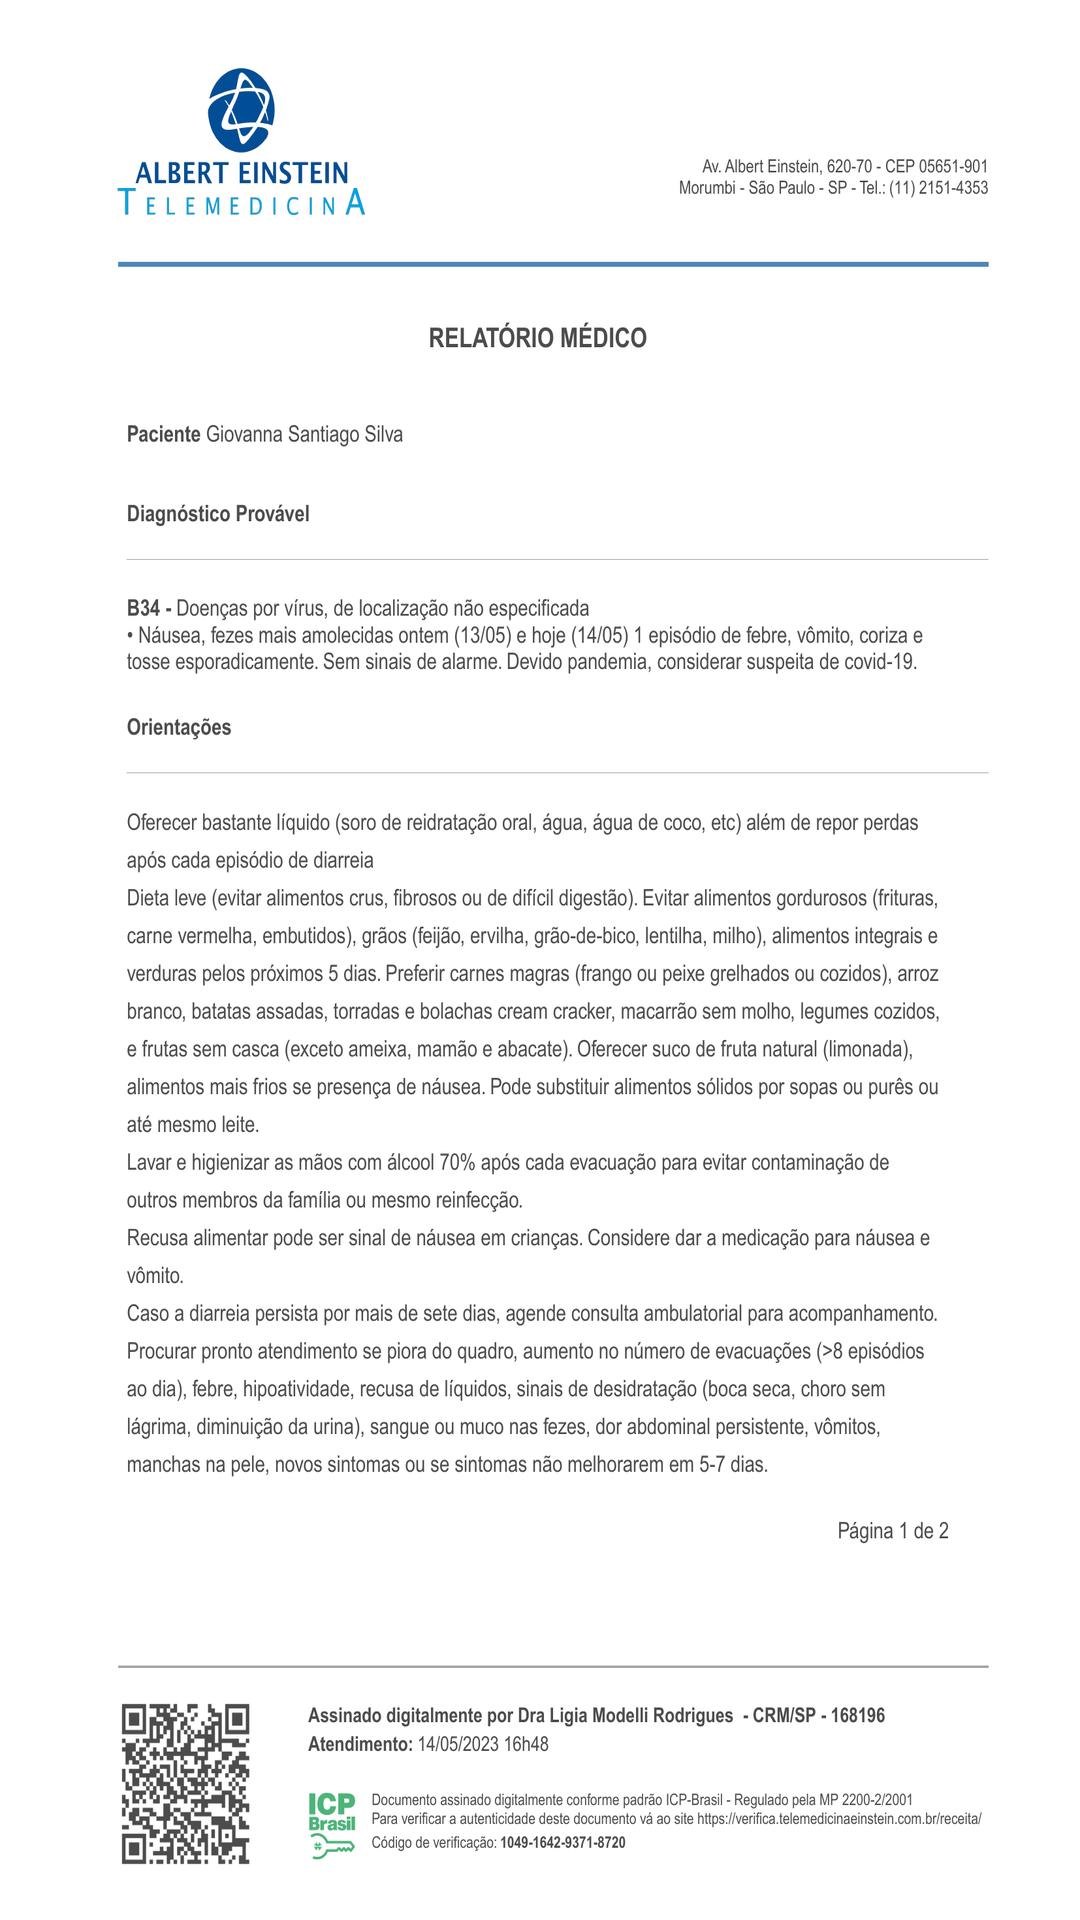 ALBERT EINSTEIN
TELEMEDICINA
Av. Albert Einstein, 620-70 - CEP 05651-901
Morumbi - São Paulo - SP - Tel.: (11) 2151-4353
RELATÓRIO MÉDICO
Paciente Giovanna Santiago Silva
Diagnóstico Provável
B34 - Doenças por vírus, de localização não especificada
• Náusea, fezes mais amolecidas ontem (13/05) e hoje (14/05) 1 episódio de febre, vômito, coriza e
tosse esporadicamente. Sem sinais de alarme. Devido pandemia, considerar suspeita de covid-19.
Orientações
Oferecer bastante líquido (soro de reidratação oral, água, água de coco, etc) além de repor perdas
após cada episódio de diarreia
Dieta leve (evitar alimentos crus, fibrosos ou de difícil digestão). Evitar alimentos gordurosos (frituras,
carne vermelha, embutidos), grãos (feijão, ervilha, grão-de-bico, lentilha, milho), alimentos integrais e
verduras pelos próximos 5 dias. Preferir carnes magras (frango ou peixe grelhados ou cozidos), arroz
branco, batatas assadas, torradas e bolachas cream cracker, macarrão sem molho, legumes cozidos,
e frutas sem casca (exceto ameixa, mamão e abacate). Oferecer suco de fruta natural (limonada),
alimentos mais frios se presença de náusea. Pode substituir alimentos sólidos por sopas ou purês ou
até mesmo leite.
Lavar e higienizar as mãos com álcool 70% após cada evacuação para evitar contaminação de
outros membros da família ou mesmo reinfecção.
Recusa alimentar pode ser sinal de náusea em crianças. Considere dar a medicação para náusea e
vômito.
Caso a diarreia persista por mais de sete dias, agende consulta ambulatorial para acompanhamento.
Procurar pronto atendimento se piora do quadro, aumento no número de evacuações (>8 episódios
ao dia), febre, hipoatividade, recusa de líquidos, sinais de desidratação (boca seca, choro sem
lágrima, diminuição da urina), sangue ou muco nas fezes, dor abdominal persistente, vômitos,
manchas na pele, novos sintomas ou se sintomas não melhorarem em 5-7 dias.
Página 1 de 2
Assinado digitalmente por Dra Ligia Modelli Rodrigues - CRM/SP - 168196
Atendimento: 14/05/2023 16h48
ICP
Brasil
Documento assinado digitalmente conforme padrão ICP-Brasil - Regulado pela MP 2200-2/2001
Para verificar a autenticidade deste documento vá ao site https://verifica.telemedicinaeinstein.com.br/receita/
Código de verificação: 1049-1642-9371-8720